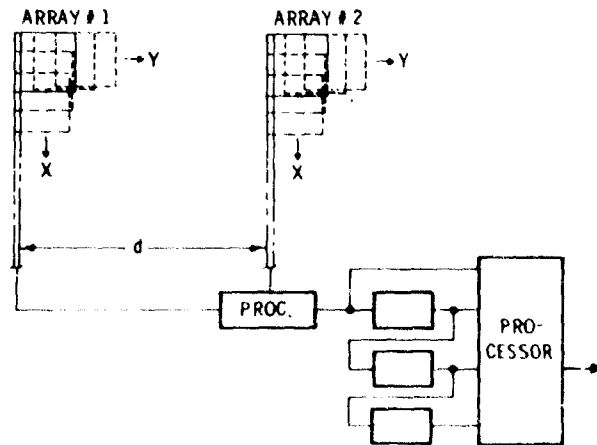 ARRAY # 1
ARRAY # 2
Y
Y
X
X
d
PROC.
PRO-
CESSOR